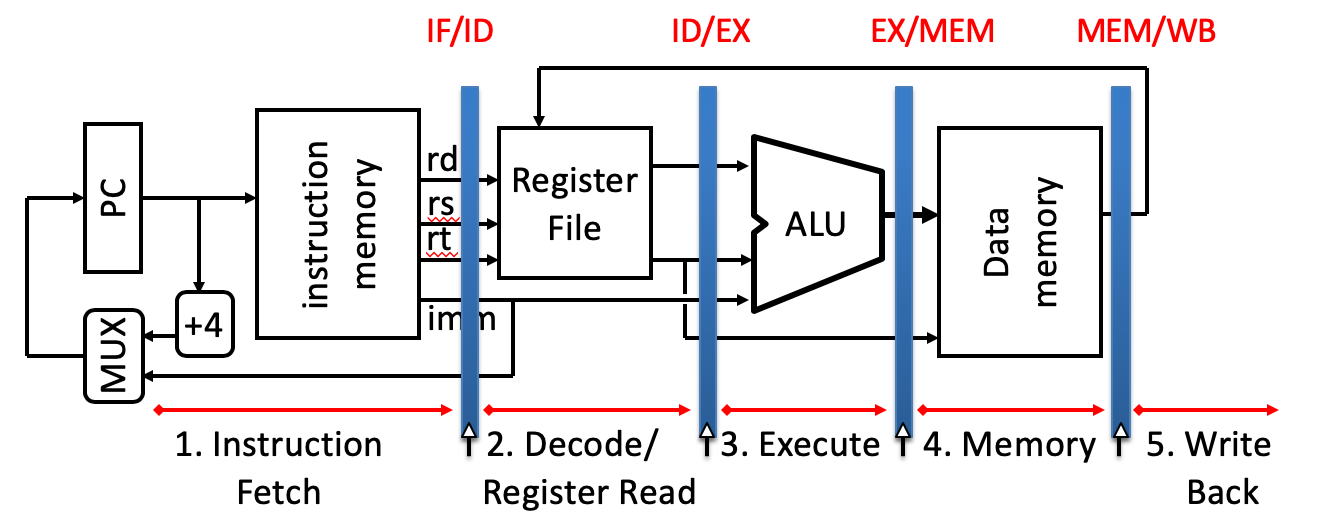 IF/ID
ID/EX
EX/MEM
MEM/WB
PC
instruction
memory
rd
rs
rt
imm
Register
File
ALU
Data
memory
+4
MUX
1. Instruction
Fetch
2. Decode/
Register Read
3. Execute
4. Memory
5. Write
Back